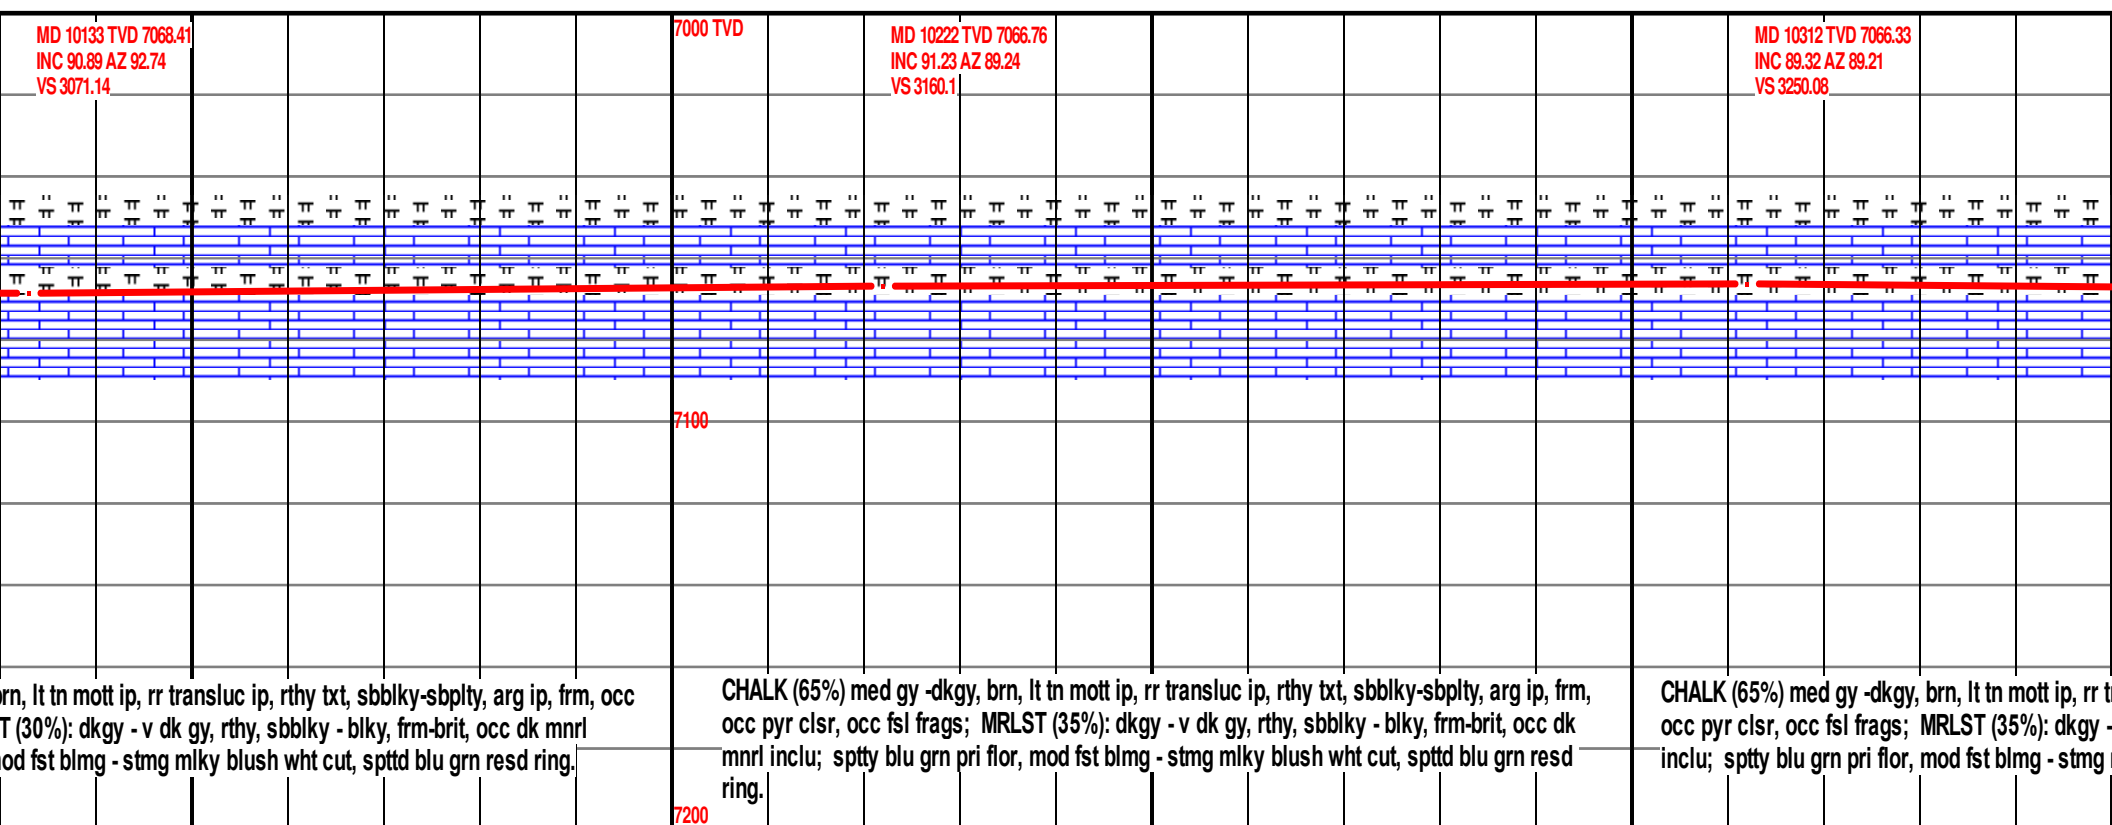 MD 10133 TVD 7068.41
INC 90.89 AZ 92.74
VS 3071.14
7000 TVD
MD 10222 TVD 7066.76
INC 91.23 AZ 89.24
VS 3160.1
MD 10312 TVD 7066.33
INC 89.32 AZ 89.21
VS 3250.08
7100
brn, lt tn mott ip, rr transluc ip, rthy txt, sbblky-sbplty, arg ip, frm, occ
T (30%): dkgy - v dk gy, rthy, sbblky - blky, frm-brit, occ dk mnrl
od fst blmg - stmg mlky blush wht cut, spttd blu grn resd ring.
CHALK (65%) med gy -dkgy, brn, lt tn mott ip, rr transluc ip, rthy txt, sbblky-sbplty, arg ip, frm,
occ pyr clsr, occ fsl frags; MRLST (35%): dkgy - v dk gy, rthy, sbblky - blky, frm-brit, occ dk
mnrl inclu; sptty blu grn pri flor, mod fst blmg - stmg mlky blush wht cut, spttd blu grn resd
ring.
CHALK (65%) med gy -dkgy, brn, lt tn mott ip, rr
occ pyr clsr, occ fsl frags; MRLST (35%): dkgy -
inclu; sptty blu grn pri flor, mod fst blmg - stmg
7200